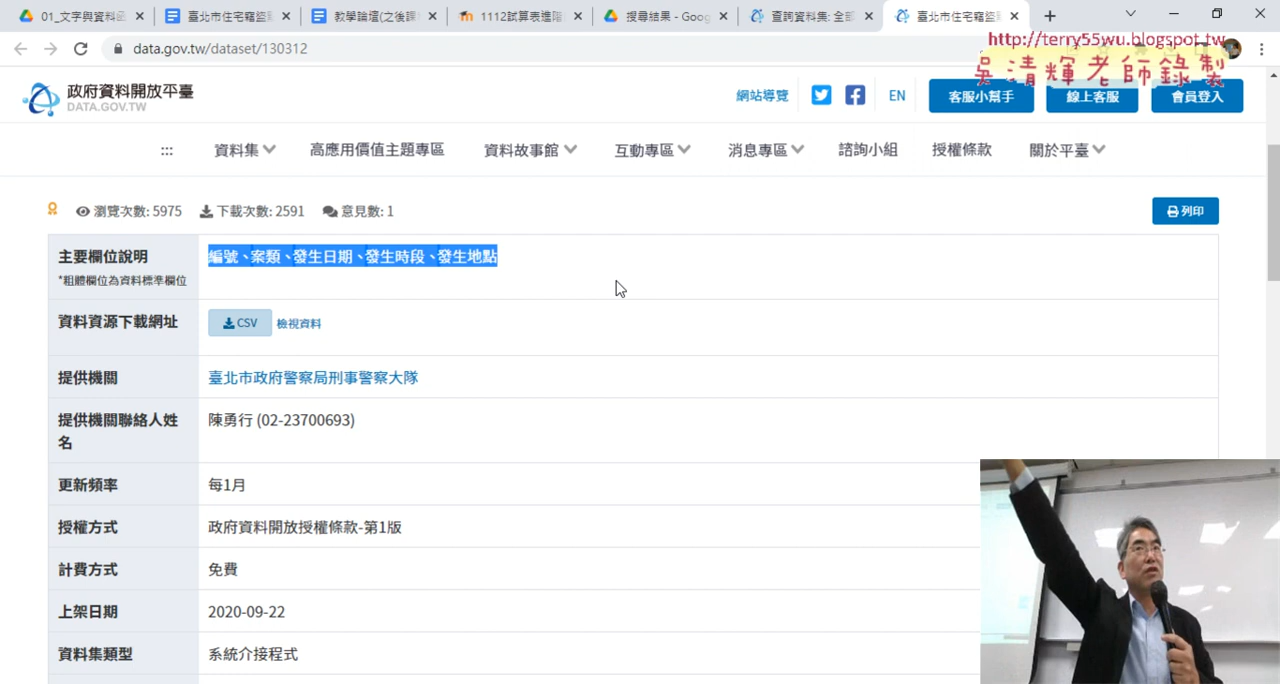 01_文字與資料函
臺北市住宅竊盜
教學論壇(之後課
1112試算表進階
搜尋結果 - Goog
查詢資料集: 全部
臺北市住宅竊盜
data.gov.tw/dataset/130312
http://terry55wu.blogspot.tw
吳清輝老師錄製
政府資料開放平臺
DATA.GOV.TW
網站導覽
EN
客服小幫手
線上客服
會員登入
資料集
高應用價值主題專區
資料故事館
互動專區
消息專區
諮詢小組
授權條款
關於平臺
瀏覽次數: 5975 下載次數: 2591 意見數: 1
列印
主要欄位說明
*粗體欄位為資料標準欄位
編號、案類、發生日期、發生時段、發生地點
資料資源下載網址
CSV 檢視資料
提供機關
臺北市政府警察局刑事警察大隊
提供機關聯絡人姓
名
陳勇行 (02-23700693)
更新頻率
每1月
授權方式
政府資料開放授權條款-第1版
計費方式
免費
上架日期
2020-09-22
資料集類型
系統介接程式